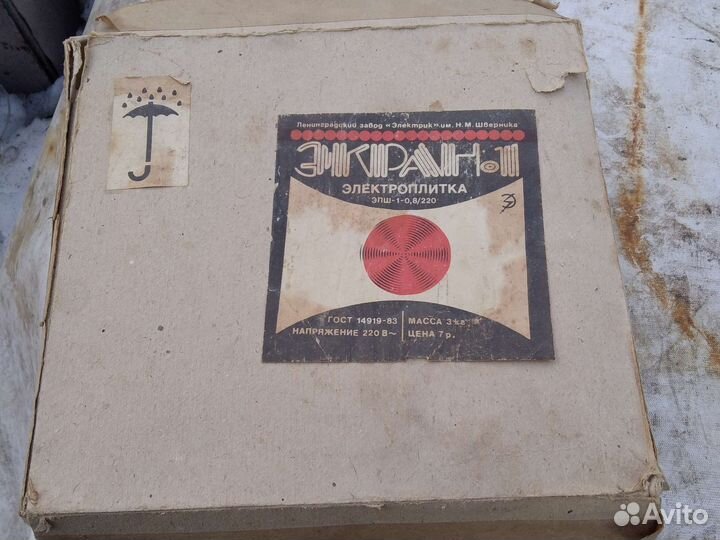 Ленинградский завод «Электрик» им. Н.М. Шверника
ЭКРАН-1
ЭЛЕКТРОПЛИТКА
ЭПШ-1-0,8/220
ГОСТ 14919-83 | МАССА 3 кг
НАПРЯЖЕНИЕ 220 В~ | ЦЕНА 7 р.
Avito